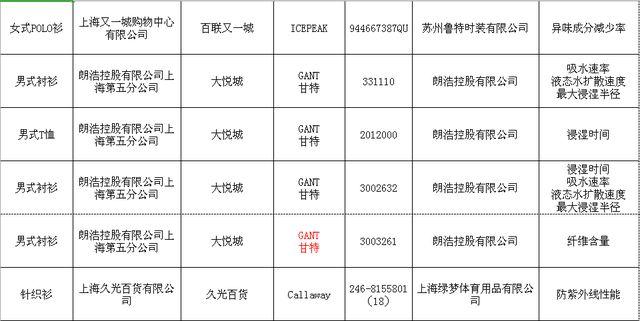 女式POLO衫 上海又一城购物中心有限公司 百联又一城 ICEPEAK 944667387QU 苏州鲁特时装有限公司 异味成分减少率
男式衬衫 朗浩控股有限公司上海第五分公司 大悦城 GANT 甘特 331110 朗浩控股有限公司 吸水速率 液态水扩散速度 最大浸湿半径
男式T恤 朗浩控股有限公司上海第五分公司 大悦城 GANT 甘特 2012000 朗浩控股有限公司 浸湿时间
男式衬衫 朗浩控股有限公司上海第五分公司 大悦城 GANT 甘特 3002632 朗浩控股有限公司 浸湿时间 吸水速率 液态水扩散速度 最大浸湿半径
男式衬衫 朗浩控股有限公司上海第五分公司 大悦城 GANT 甘特 3003261 朗浩控股有限公司 纤维含量
针织衫 上海久光百货有限公司 久光百货 Callaway 246-8155801（18） 上海绿梦体育用品有限公司 防紫外线性能